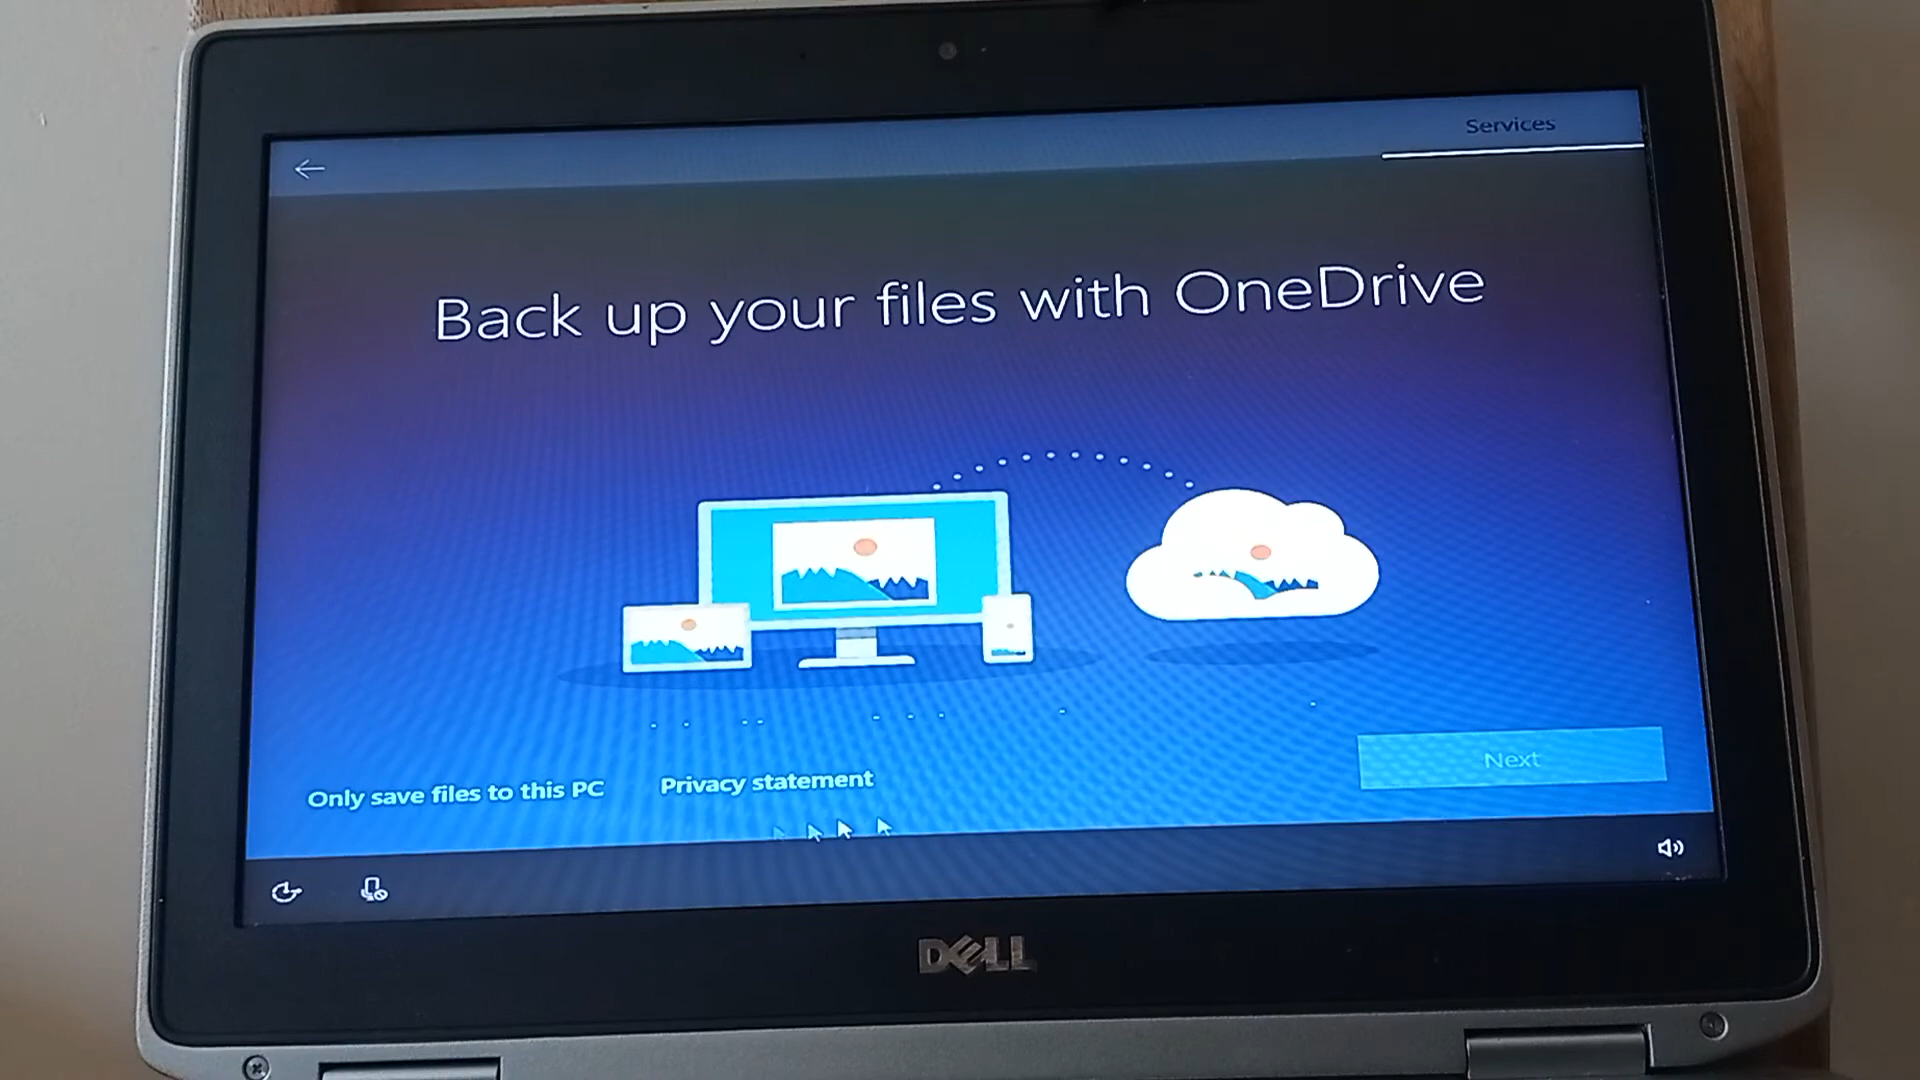 Services
Back up your files with OneDrive
Next
Only save files to this PC
Privacy statement
DELL